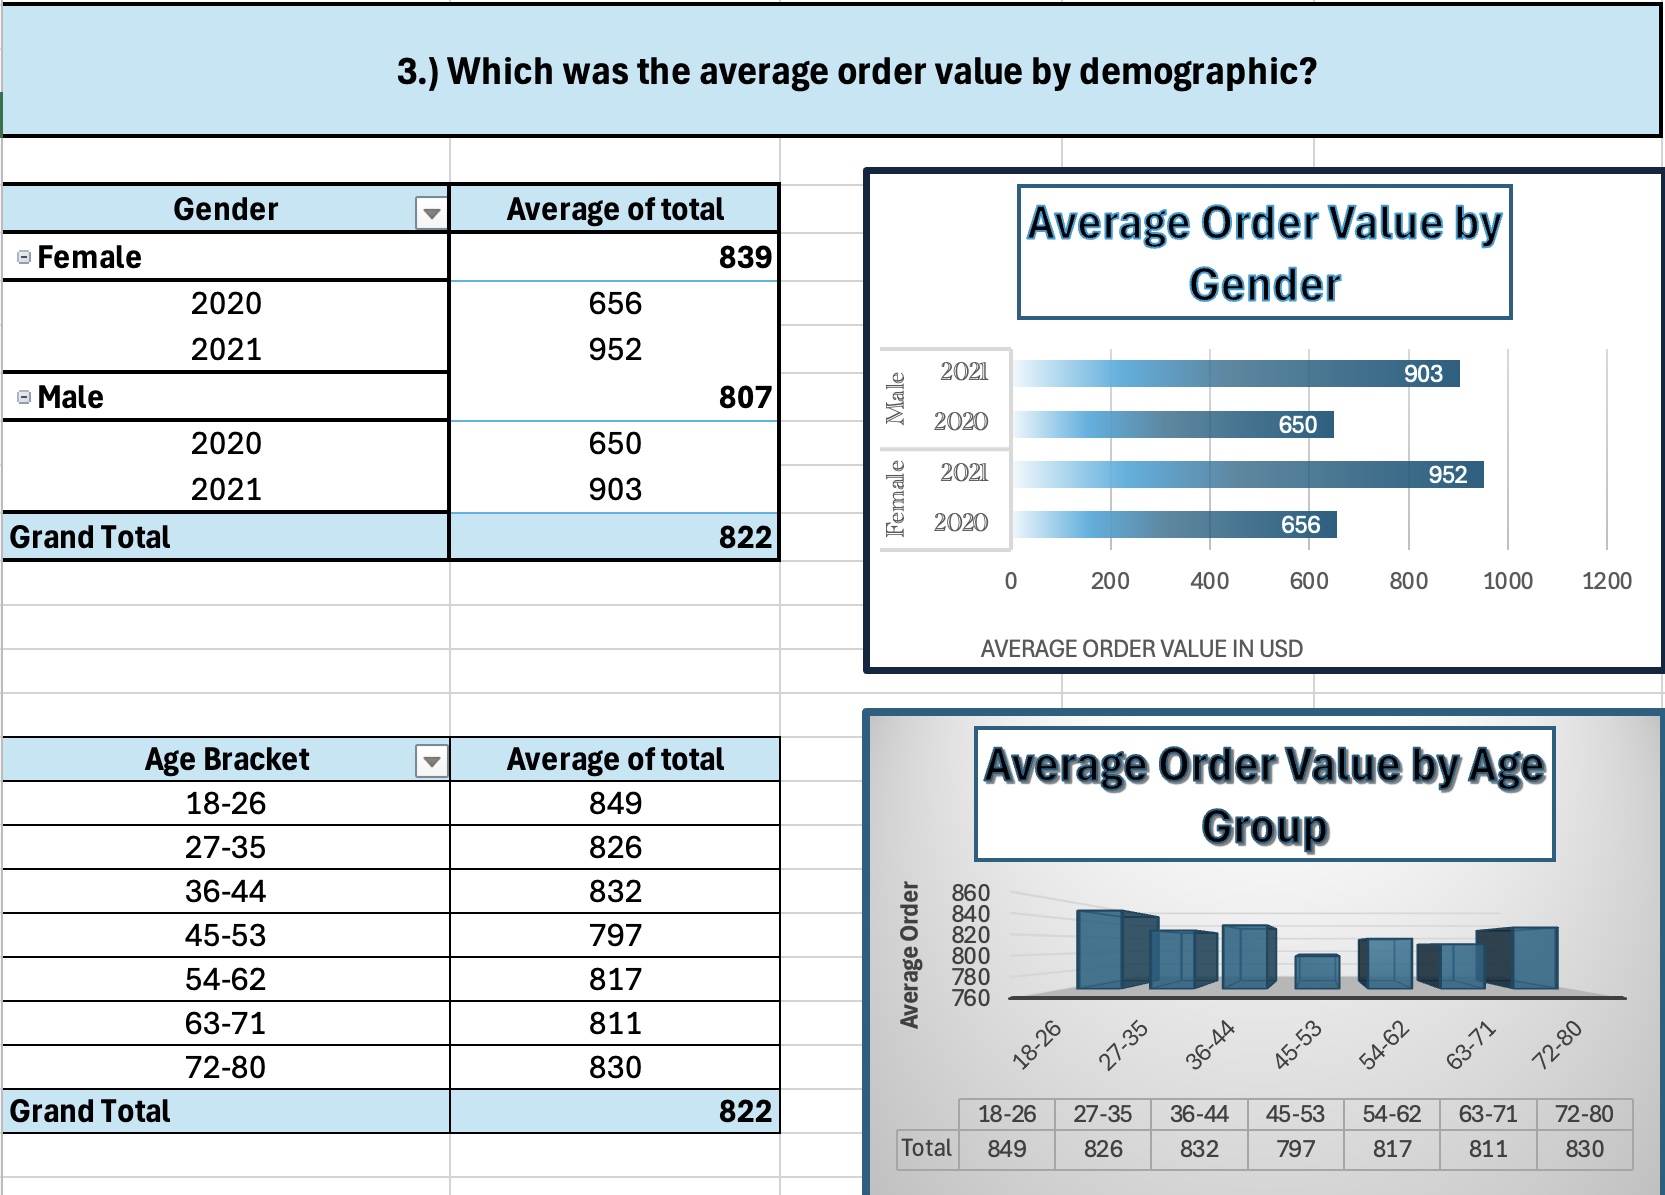 3.) Which was the average order value by demographic?
Gender Average of total
Female 839
2020 656
2021 952
Male 807
2020 650
2021 903
Grand Total 822
Average Order Value by
Gender
Male
2021 903
2020 650
Female
2021 952
2020 656
0 200 400 600 800 1000 1200
AVERAGE ORDER VALUE IN USD
Age Bracket Average of total
18-26 849
27-35 826
36-44 832
45-53 797
54-62 817
63-71 811
72-80 830
Grand Total 822
Average Order Value by Age
Group
Average Order
860
840
820
800
780
760
18-26 27-35 36-44 45-53 54-62 63-71 72-80
18-26 27-35 36-44 45-53 54-62 63-71 72-80
Total 849 826 832 797 817 811 830